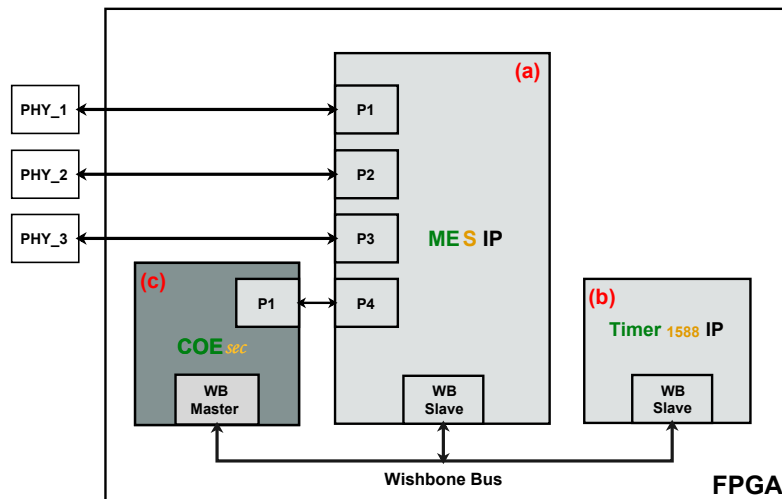 (a)
PHY_1
P1
PHY_2
P2
PHY_3
P3
MES IP
(c)
P1
P4
(b)
COEsec
Timer 1588 IP
WB
Master
WB
Slave
WB
Slave
Wishbone Bus
FPGA